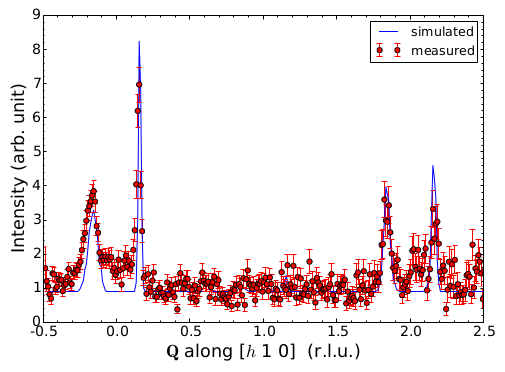 9
8
7
6
5
4
3
2
1
0
-0.5 0.0 0.5 1.0 1.5 2.0 2.5
Intensity (arb. unit)
Q along [h 1 0] (r.l.u.)
simulated
measured